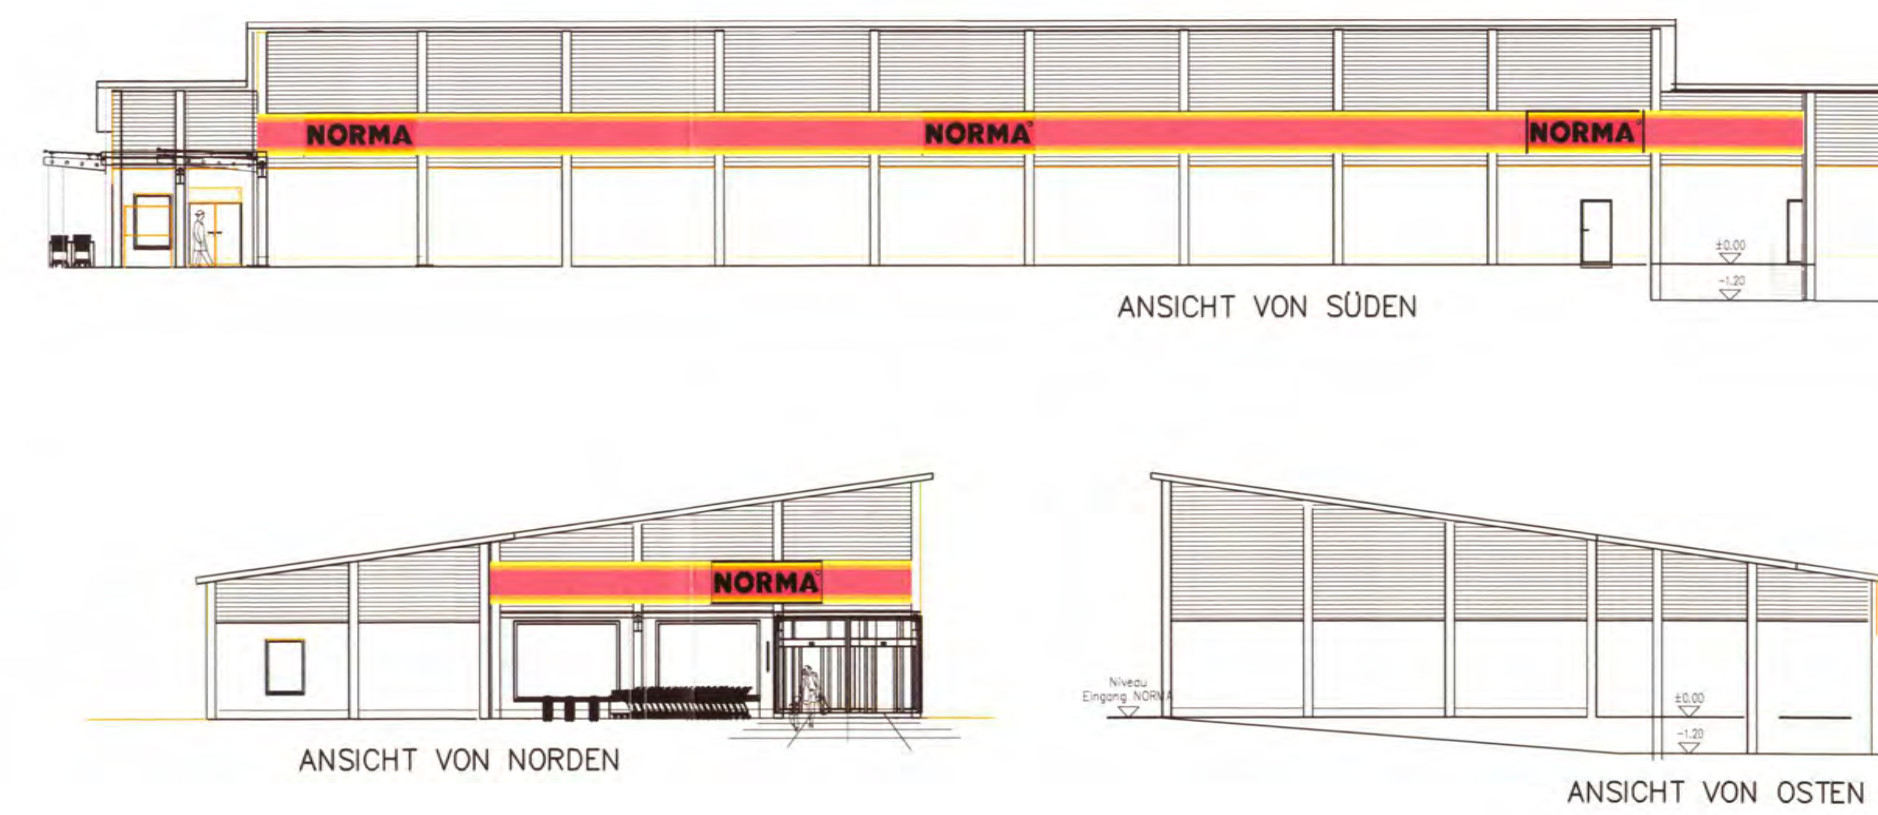 NORMA NORMA NORMA
±0.00
-1.20
ANSICHT VON SÜDEN
NORMA
ANSICHT VON NORDEN
Niveau
Eingang NORMA
±0.00
-1.20
ANSICHT VON OSTEN